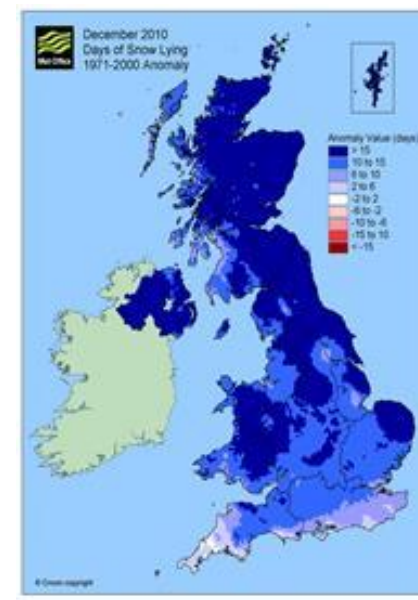 Met Office
December 2010
Days of Snow Lying
1971-2000 Anomaly
Anomaly Value (days)
> 15
10 to 15
6 to 10
2 to 6
-2 to 2
-6 to -2
-10 to -6
-15 to 10
< -15
© Crown copyright